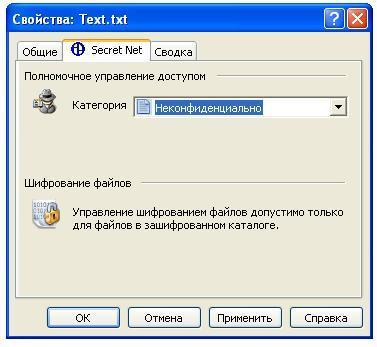 Свойства: Text.txt
Общие
Secret Net
Сводка
Полномочное управление доступом
Категория
Неконфиденциально
Шифрование файлов
Управление шифрованием файлов допустимо только
для файлов в зашифрованном каталоге.
ОК
Отмена
Применить
Справка